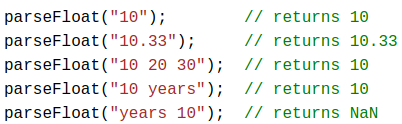 parseFloat("10");        // returns 10
parseFloat("10.33");     // returns 10.33
parseFloat("10 20 30");  // returns 10
parseFloat("10 years");  // returns 10
parseFloat("years 10");  // returns NaN